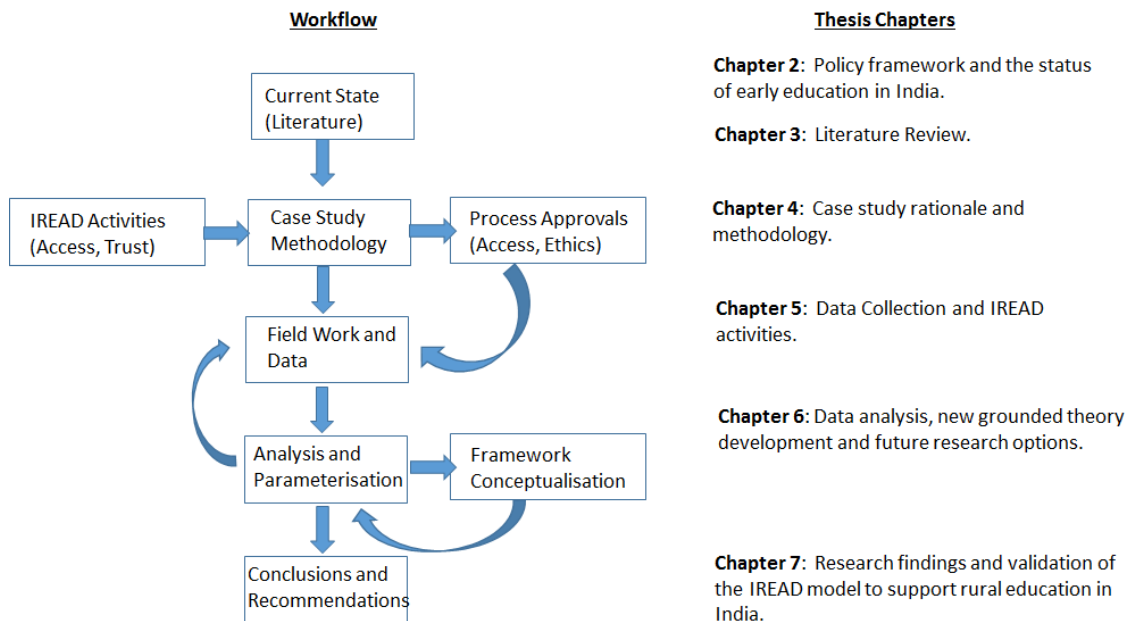 Workflow
Thesis Chapters
Current State
(Literature)
Chapter 2: Policy framework and the status
of early education in India.
Chapter 3: Literature Review.
IREAD Activities
(Access, Trust)
Case Study
Methodology
Process Approvals
(Access, Ethics)
Chapter 4: Case study rationale and
methodology.
Field Work and
Data
Chapter 5: Data Collection and IREAD
activities.
Analysis and
Parameterisation
Framework
Conceptualisation
Chapter 6: Data analysis, new grounded theory
development and future research options.
Conclusions and
Recommendations
Chapter 7: Research findings and validation of
the IREAD model to support rural education in
India.